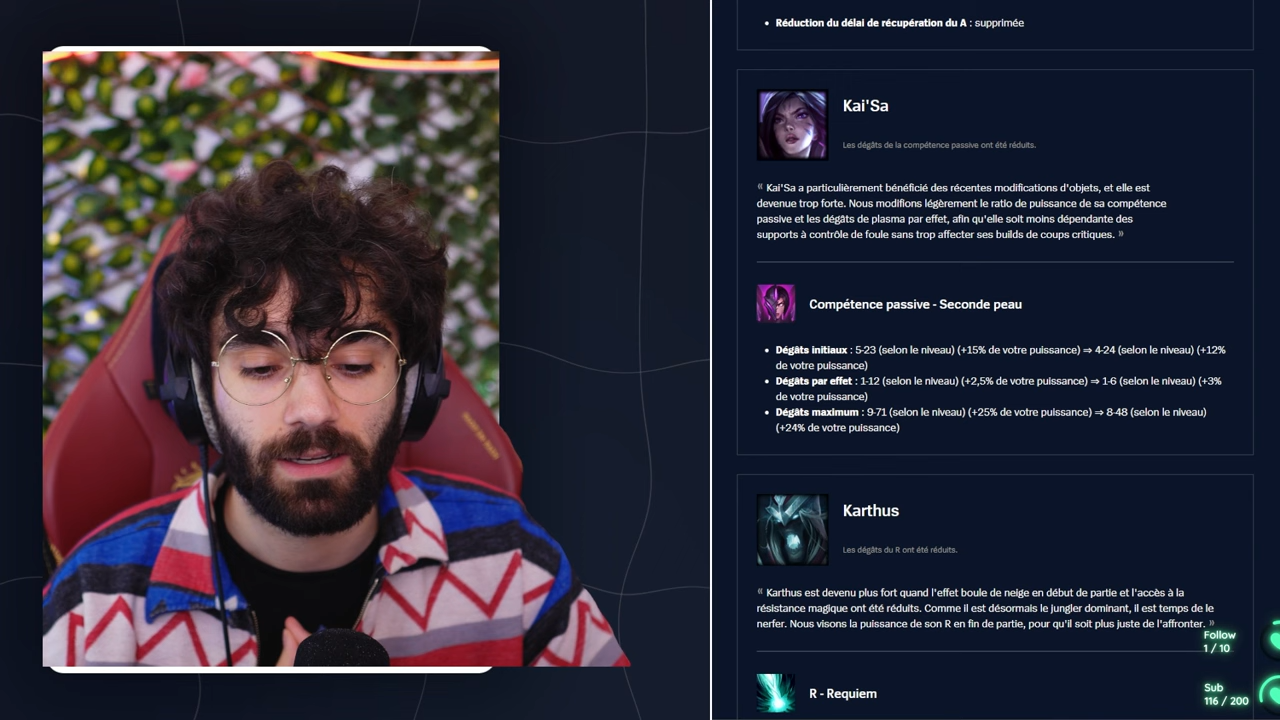 Réduction du délai de récupération du A : supprimée
Kai'Sa
Les dégâts de la compétence passive ont été réduits.
« Kai'Sa a particulièrement bénéficié des récentes modifications d'objets, et elle est
devenue trop forte. Nous modifions légèrement le ratio de puissance de sa compétence
passive et les dégâts de plasma par effet, afin qu'elle soit moins dépendante des
supports à contrôle de foule sans trop affecter ses builds de coups critiques. »
Compétence passive - Seconde peau
Dégâts initiaux : 5-23 (selon le niveau) (+15% de votre puissance) ⇒ 4-24 (selon le niveau) (+12%
de votre puissance)
Dégâts par effet : 1-12 (selon le niveau) (+2,5% de votre puissance) ⇒ 1-6 (selon le niveau) (+3%
de votre puissance)
Dégâts maximum : 9-71 (selon le niveau) (+25% de votre puissance) ⇒ 8-48 (selon le niveau)
(+24% de votre puissance)
Karthus
Les dégâts du R ont été réduits.
« Karthus est devenu plus fort quand l'effet boule de neige en début de partie et l'accès à la
résistance magique ont été réduits. Comme il est désormais le jungler dominant, il est temps de le
nerfer. Nous visons la puissance de son R en fin de partie, pour qu'il soit plus juste de l'affronter. »
Follow
1 / 10
R - Requiem
Sub
116 / 200